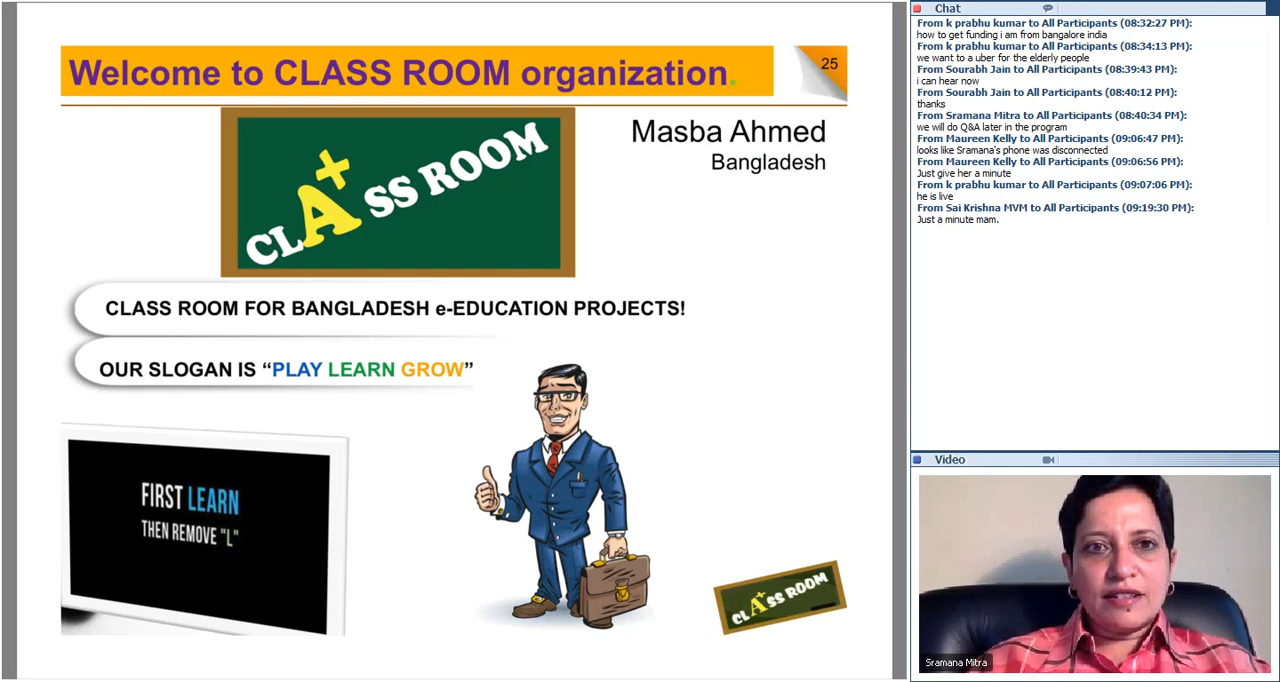 Welcome to CLASS ROOM organization.
25
CLA+SS ROOM
Masba Ahmed
Bangladesh
CLASS ROOM FOR BANGLADESH e-EDUCATION PROJECTS!
OUR SLOGAN IS “PLAY LEARN GROW”
FIRST LEARN
THEN REMOVE "L"
CLA+SS ROOM
Chat
From k prabhu kumar to All Participants (08:32:27 PM):
how to get funding i am from bangalore india
From k prabhu kumar to All Participants (08:34:13 PM):
we want to a uber for the elderly people
From Sourabh Jain to All Participants (08:39:43 PM):
i can hear now
From Sourabh Jain to All Participants (08:40:12 PM):
thanks
From Sramana Mitra to All Participants (08:40:34 PM):
we will do Q&A later in the program
From Maureen Kelly to All Participants (09:06:47 PM):
looks like Sramana's phone was disconnected
From Maureen Kelly to All Participants (09:06:56 PM):
Just give her a minute
From k prabhu kumar to All Participants (09:07:06 PM):
he is live
From Sai Krishna MVM to All Participants (09:19:30 PM):
Just a minute mam.
Video
Sramana Mitra